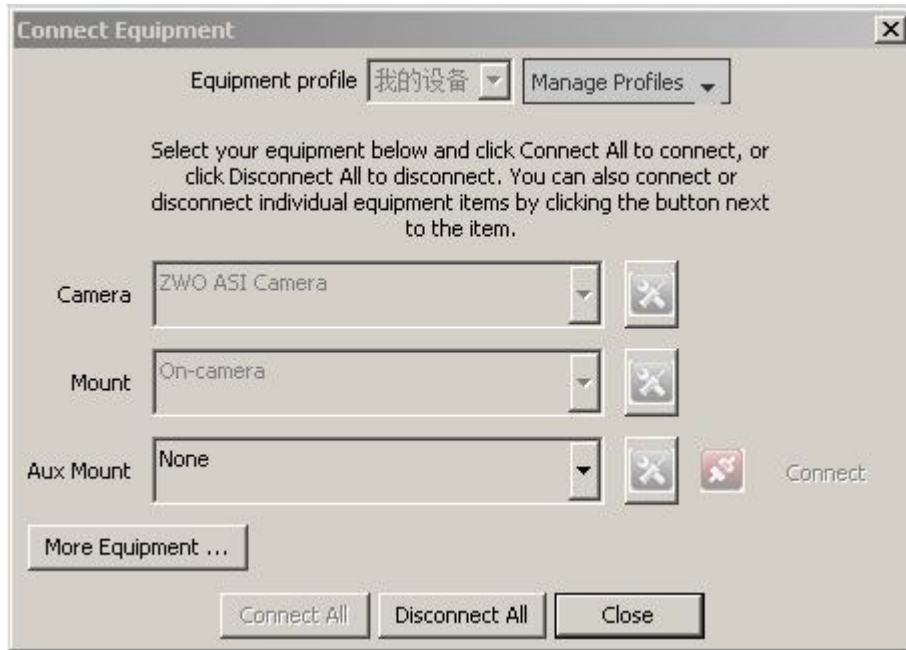 Connect Equipment
Equipment profile 我的设备 Manage Profiles
Select your equipment below and click Connect All to connect, or
click Disconnect All to disconnect. You can also connect or
disconnect individual equipment items by clicking the button next
to the item.
Camera ZWO ASI Camera
Mount On-camera
Aux Mount None Connect
More Equipment ...
Connect All Disconnect All Close